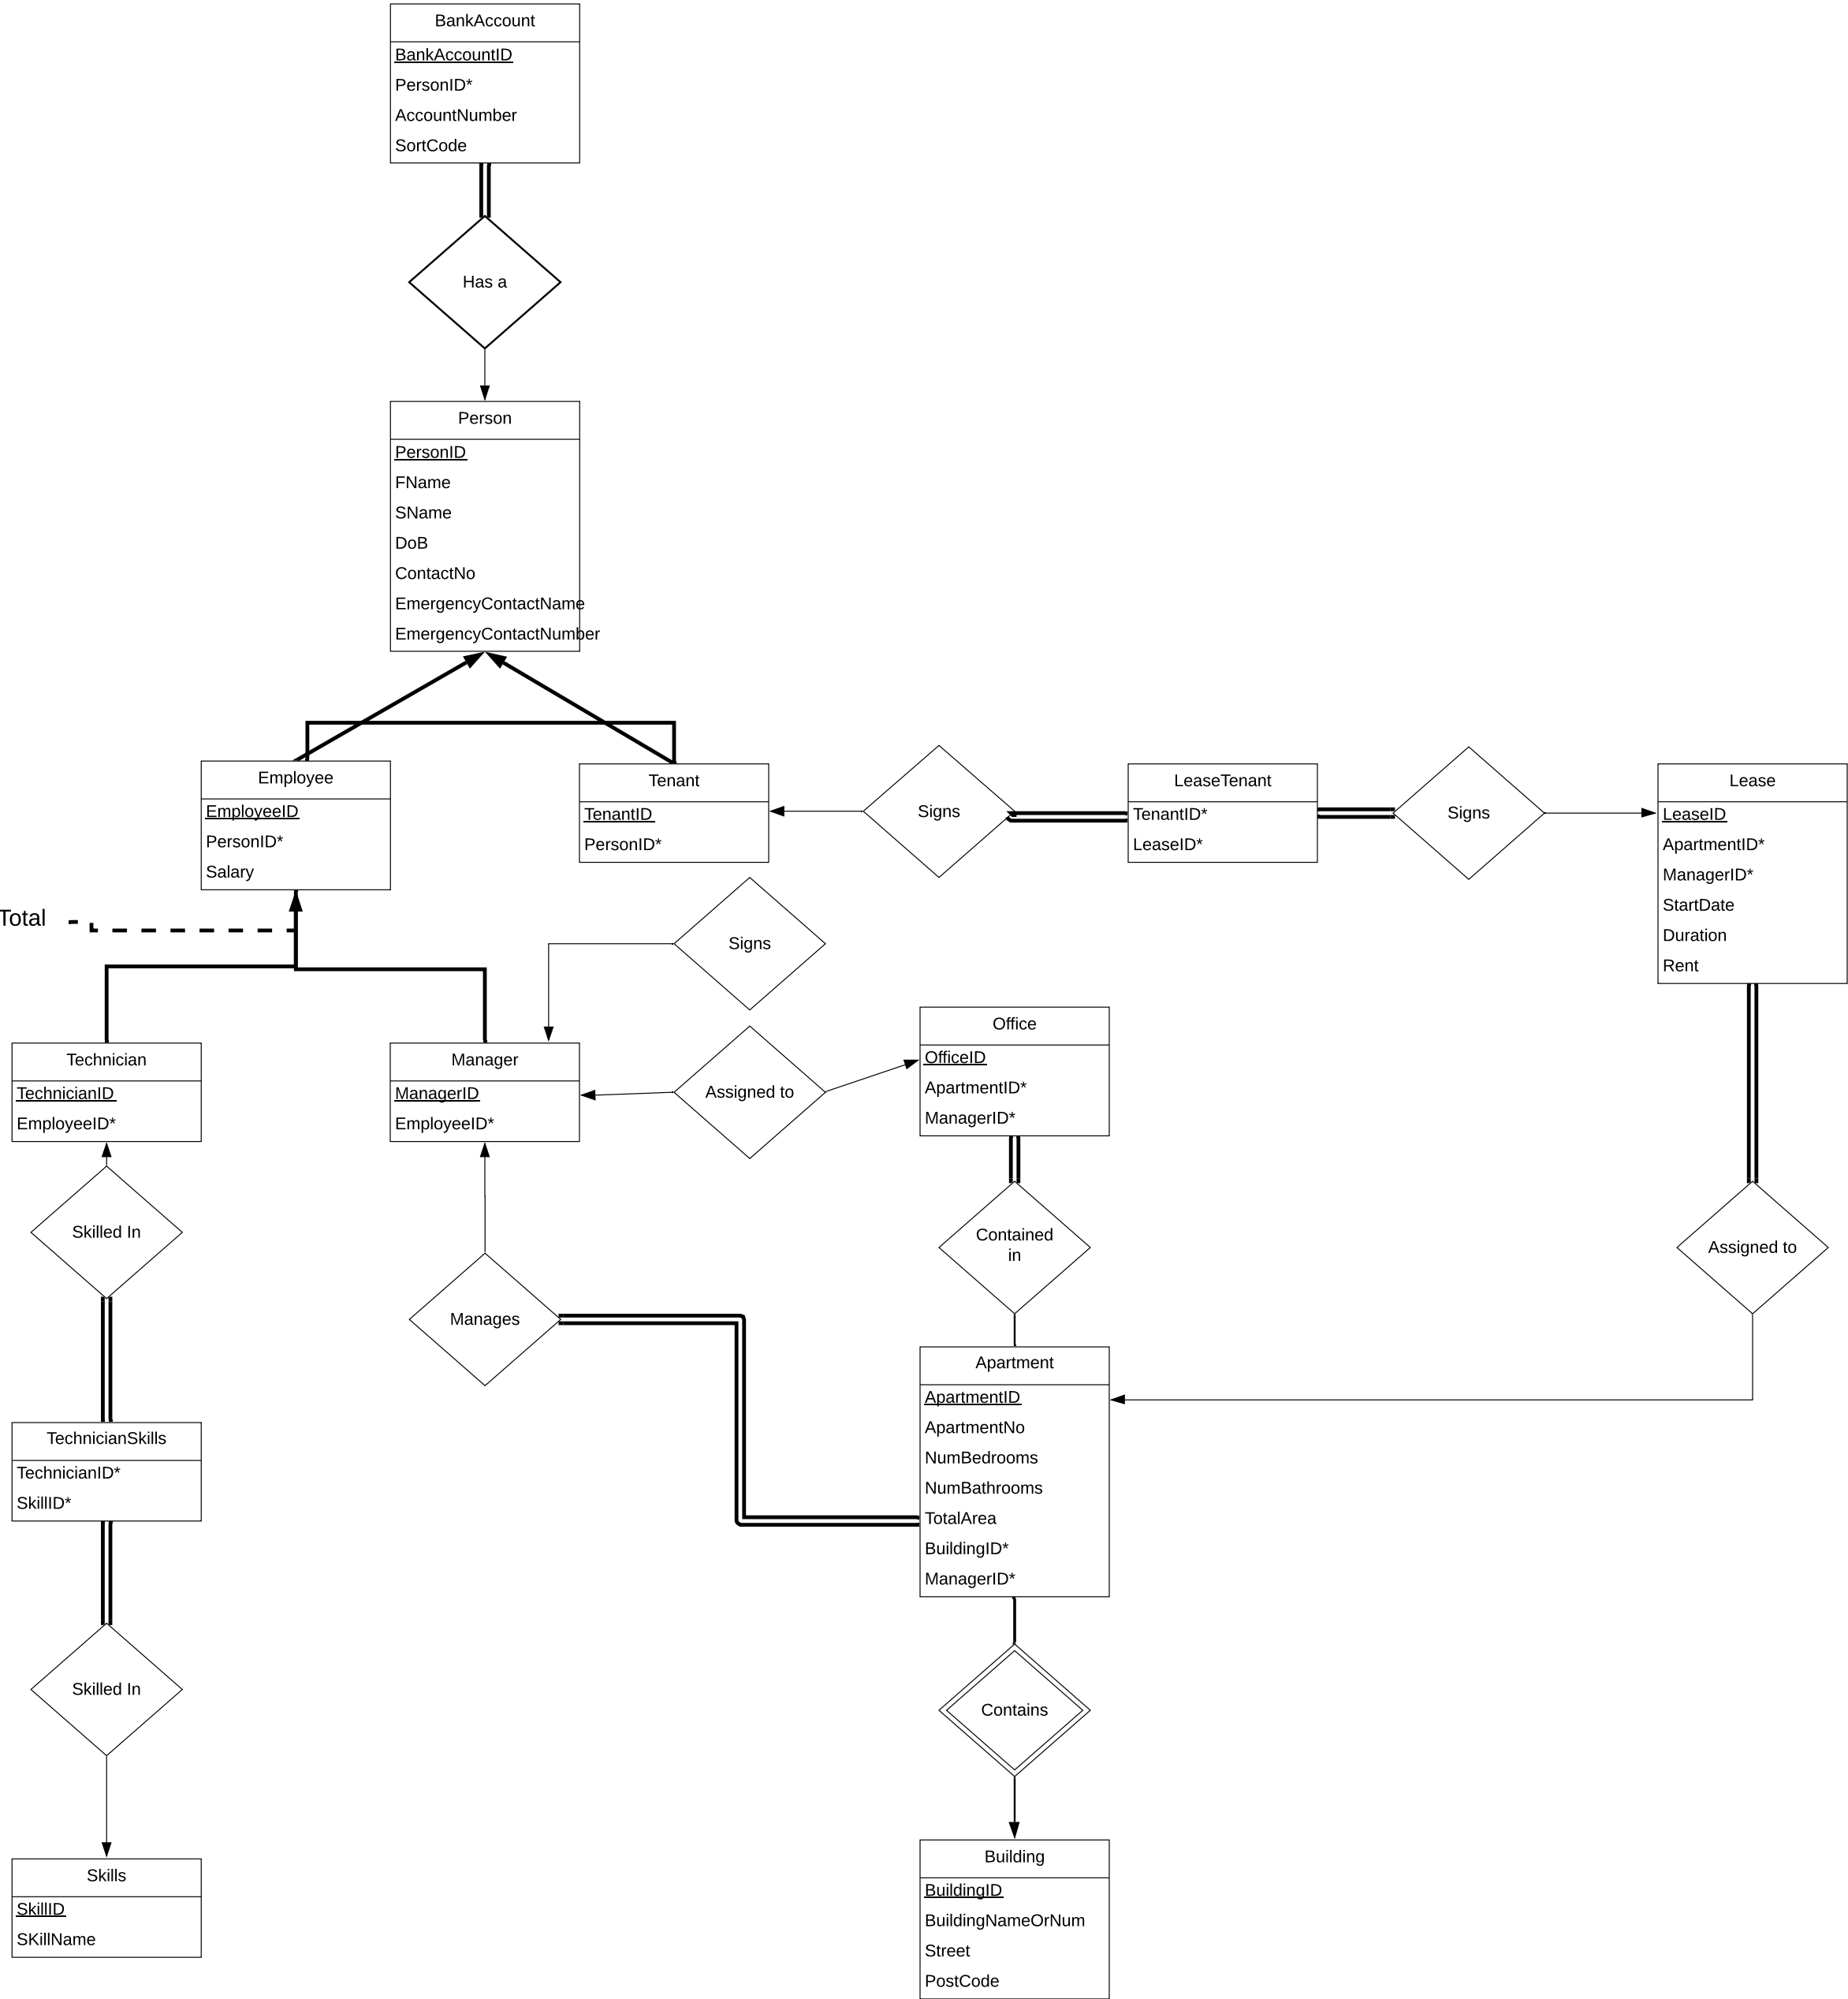 BankAccount
BankAccountID
PersonID*
AccountNumber
SortCode
Has a
Person
PersonID
FName
SName
DoB
ContactNo
EmergencyContactName
EmergencyContactNumber
Employee
EmployeeID
PersonID*
Salary
Tenant
TenantID
PersonID*
Signs
LeaseTenant
TenantID*
LeaseID*
Signs
Lease
LeaseID
ApartmentID*
ManagerID*
StartDate
Duration
Rent
Total
Signs
Technician
TechnicianID
EmployeeID*
Manager
ManagerID
EmployeeID*
Assigned to
Office
OfficeID
ApartmentID*
ManagerID*
Skilled In
Manages
Contained
in
Assigned to
Apartment
ApartmentID
ApartmentNo
NumBedrooms
NumBathrooms
TotalArea
BuildingID*
ManagerID*
TechnicianSkills
TechnicianID*
SkillID*
Skilled In
Contains
Skills
SkillID
SKillName
Building
BuildingID
BuildingNameOrNum
Street
PostCode